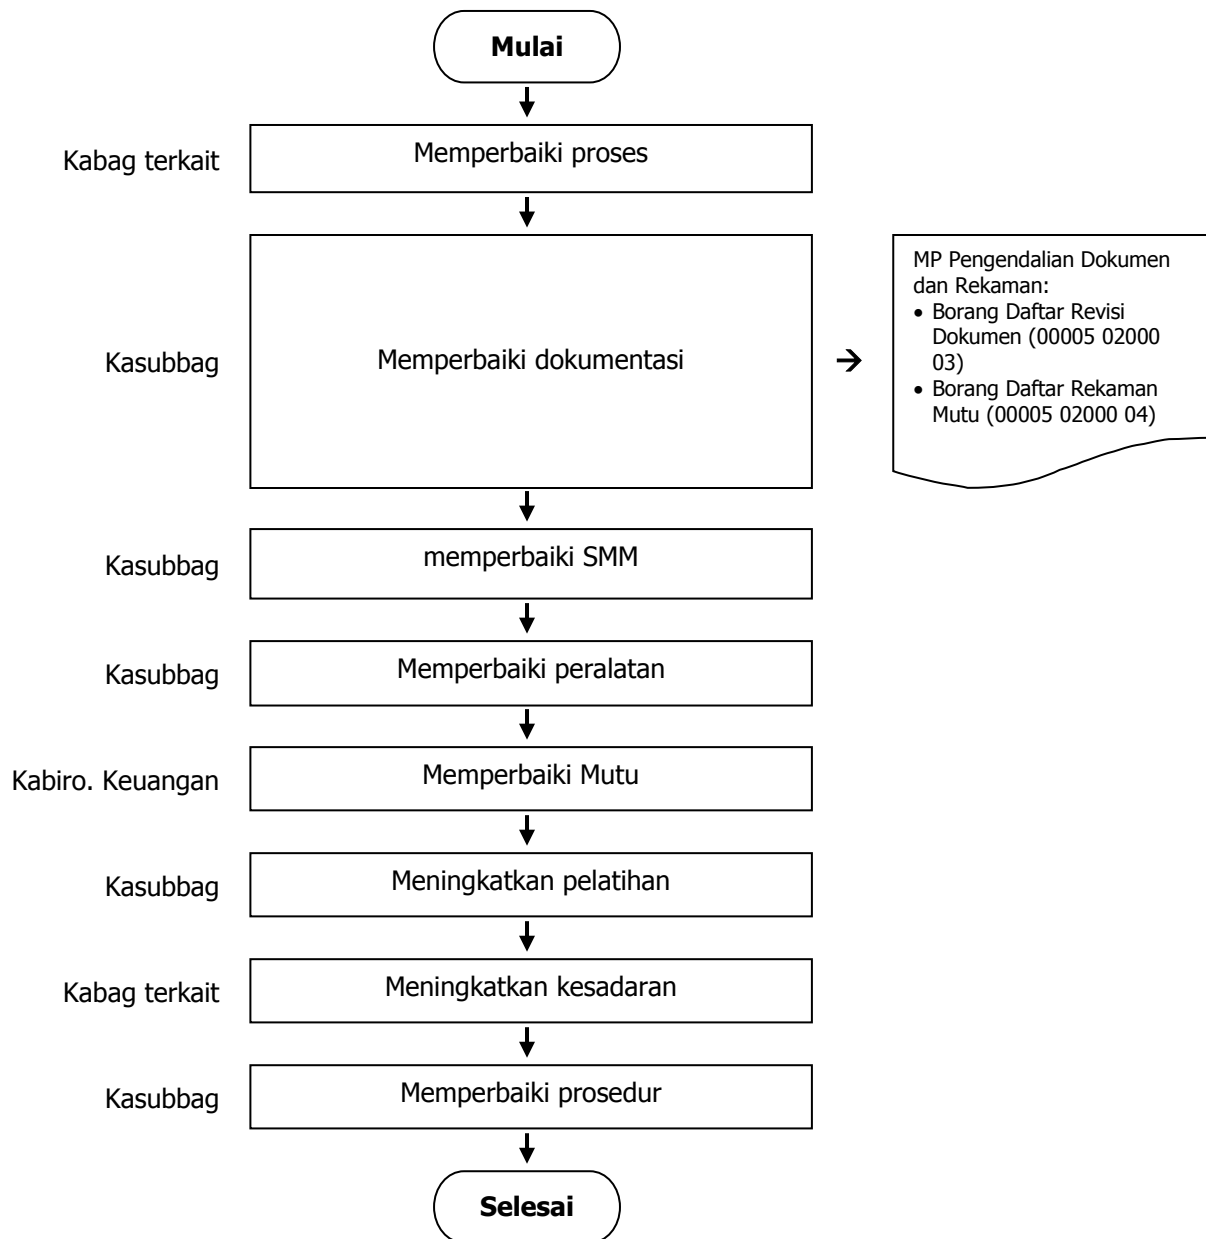 Mulai
Kabag terkait
Memperbaiki proses
Kasubbag
Memperbaiki dokumentasi
MP Pengendalian Dokumen
dan Rekaman:
• Borang Daftar Revisi
Dokumen (00005 02000
03)
• Borang Daftar Rekaman
Mutu (00005 02000 04)
Kasubbag
memperbaiki SMM
Kasubbag
Memperbaiki peralatan
Kabiro. Keuangan
Memperbaiki Mutu
Kasubbag
Meningkatkan pelatihan
Kabag terkait
Meningkatkan kesadaran
Kasubbag
Memperbaiki prosedur
Selesai